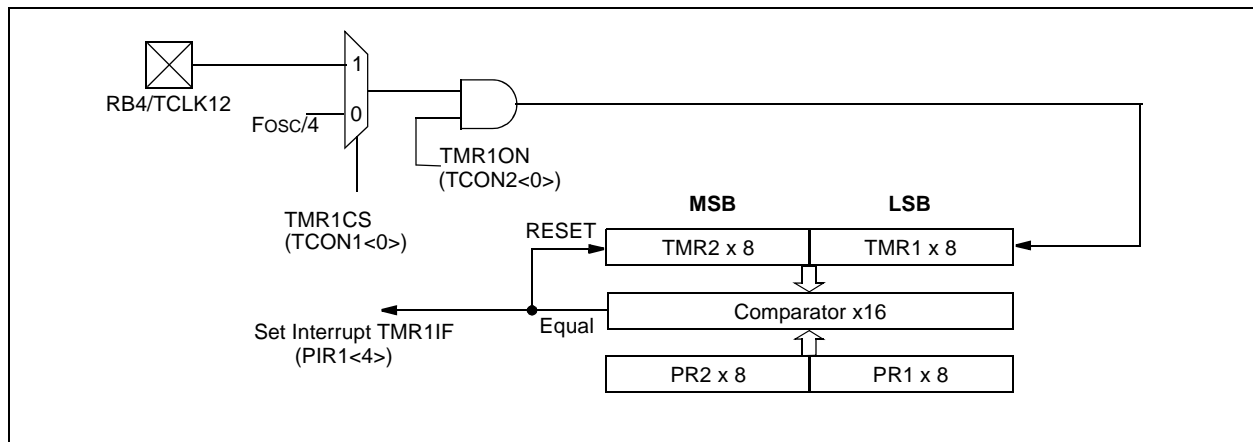 1
RB4/TCLK12
FOSC/4
0
TMR1ON
(TCON2<0>)
TMR1CS
(TCON1<0>)
MSB LSB
RESET
TMR2 x 8 TMR1 x 8
Comparator x16
Equal
Set Interrupt TMR1IF
(PIR1<4>)
PR2 x 8 PR1 x 8